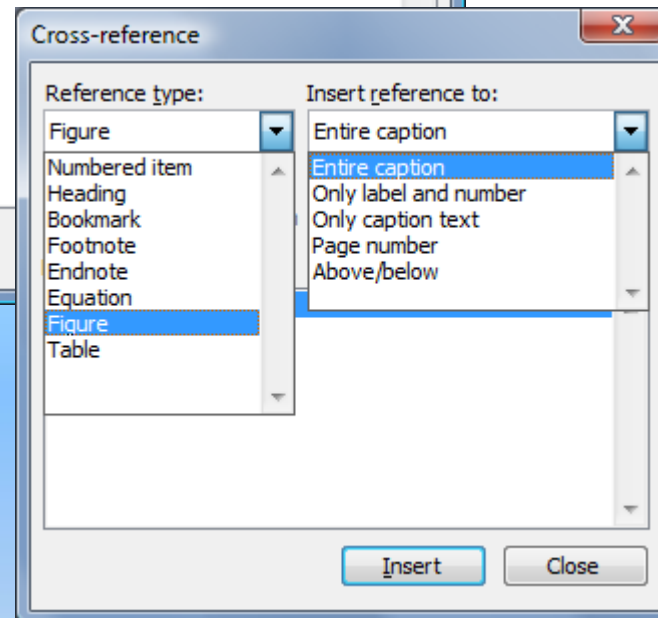 Cross-reference
Reference type:
Insert reference to:
Figure
Entire caption
Numbered item
Heading
Bookmark
Footnote
Endnote
Equation
Figure
Table
Entire caption
Only label and number
Only caption text
Page number
Above/below
Insert
Close